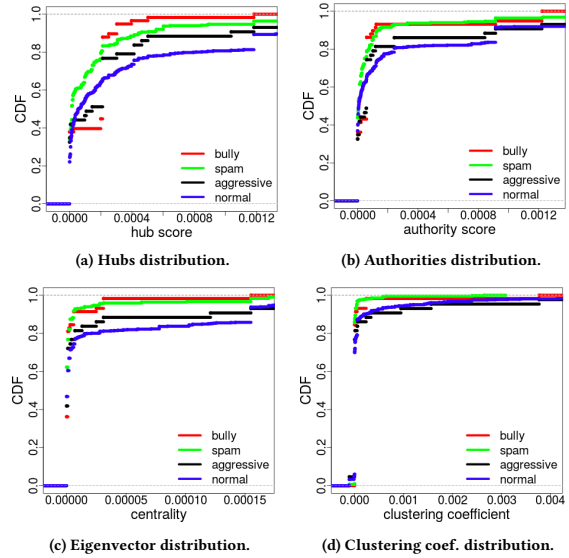 CDF
0.0 0.2 0.4 0.6 0.8 1.0
bully
spam
aggressive
normal
0.0000 0.0004 0.0008 0.0012
hub score
(a) Hubs distribution.
CDF
0.0 0.2 0.4 0.6 0.8 1.0
bully
spam
aggressive
normal
0.0000 0.0004 0.0008 0.0012
authority score
(b) Authorities distribution.
CDF
0.0 0.2 0.4 0.6 0.8 1.0
bully
spam
aggressive
normal
0.00000 0.00005 0.00010 0.00015
centrality
(c) Eigenvector distribution.
CDF
0.0 0.2 0.4 0.6 0.8 1.0
bully
spam
aggressive
normal
0.000 0.001 0.002 0.003 0.004
clustering coefficient
(d) Clustering coef. distribution.